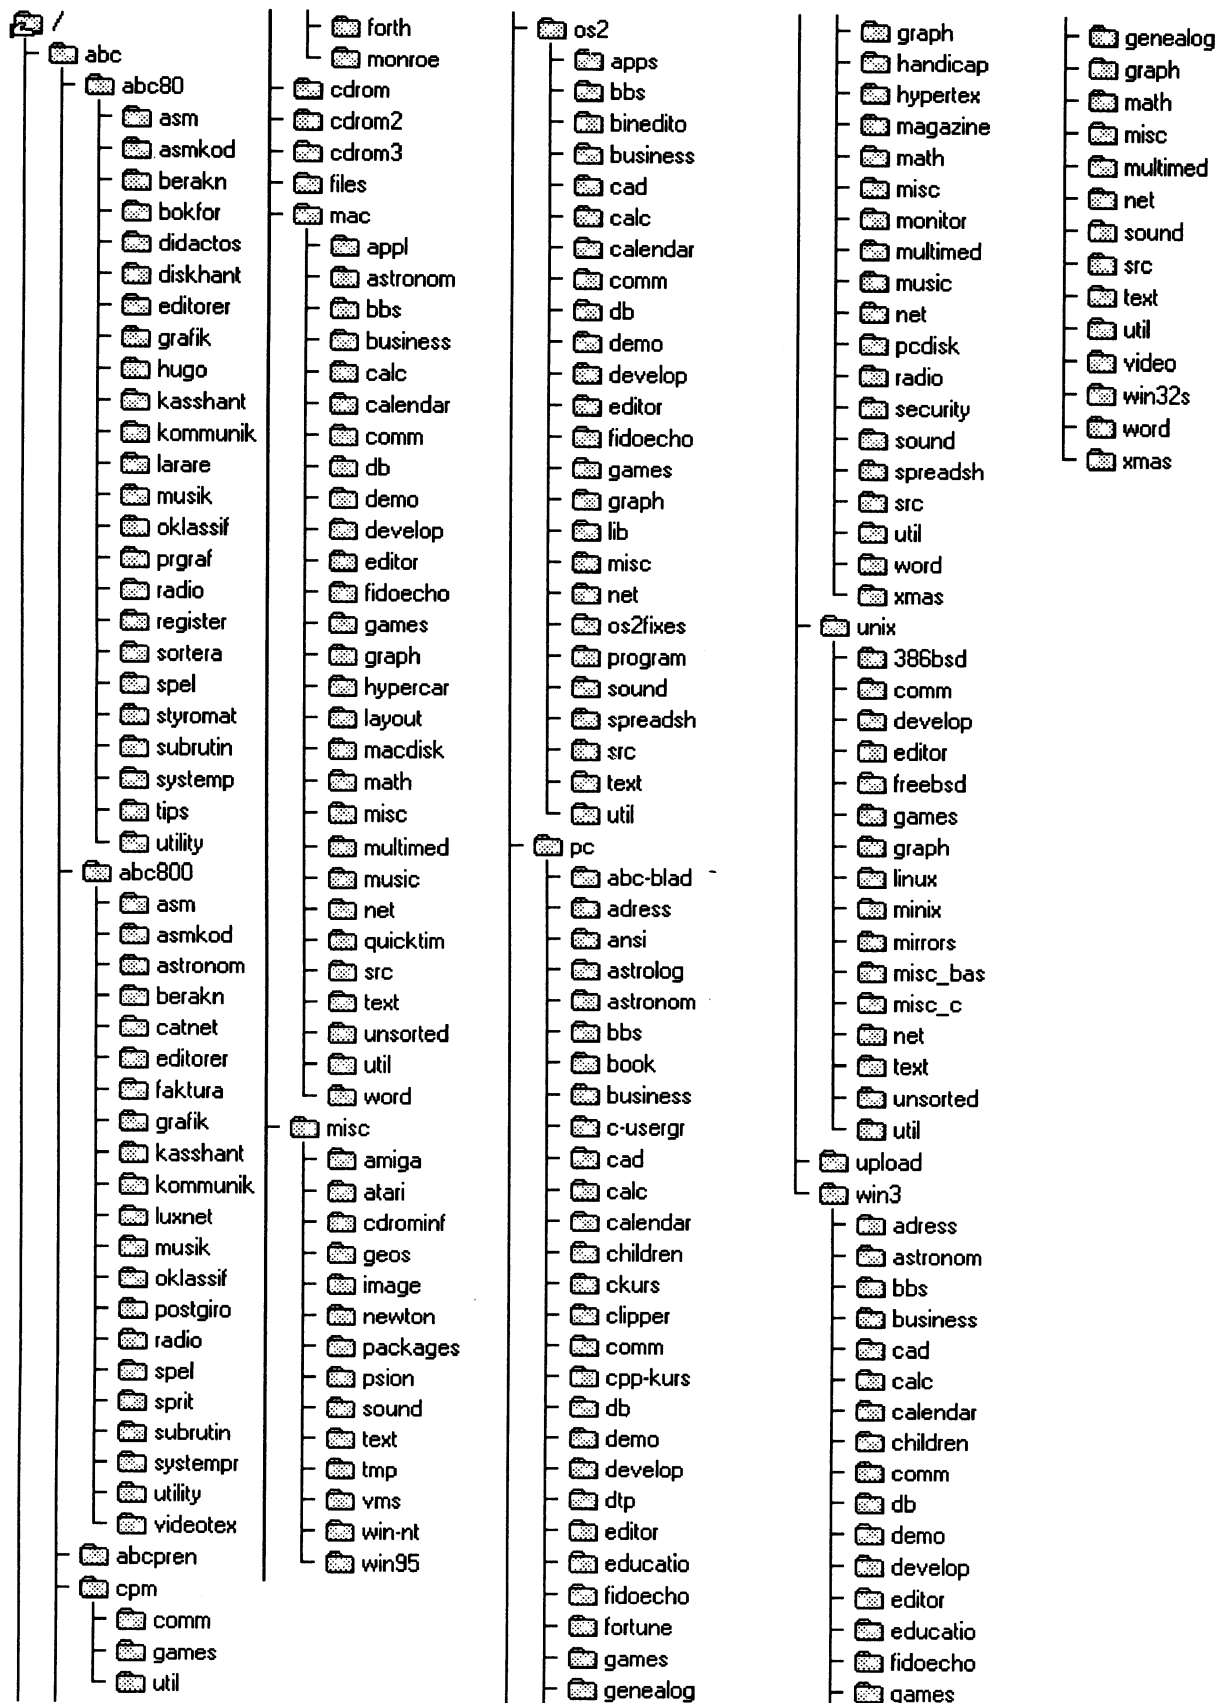 /
abc
abc80
asm
asmkod
berakn
bokfor
didactos
diskhant
editorer
grafik
hugo
kasshant
kommunik
larare
musik
oklassif
prgraf
radio
register
sortera
spel
styromat
subrutin
systemp
tips
utility
abc800
asm
asmkod
astronom
berakn
catnet
editorer
faktura
grafik
kasshant
kommunik
luxnet
musik
oklassif
postgiro
radio
spel
sprit
subrutin
systempr
utility
videotex
abcpren
cpm
comm
games
util
forth
monroe
cdrom
cdrom2
cdrom3
files
mac
appl
astronom
bbs
business
calc
calendar
comm
db
demo
develop
editor
fidoecho
games
graph
hypercar
layout
macdisk
math
misc
multimed
music
net
quicktim
src
text
unsorted
util
word
misc
amiga
atari
cdrominf
geos
image
newton
packages
psion
sound
text
tmp
vms
win-nt
win95
os2
apps
bbs
binedito
business
cad
calc
calendar
comm
db
demo
develop
editor
fidoecho
games
graph
lib
misc
net
os2fixes
program
sound
spreadsh
src
text
util
pc
abc-blad
adress
ansi
astrolog
astronom
bbs
book
business
c-usergr
cad
calc
calendar
children
ckurs
clipper
comm
cpp-kurs
db
demo
develop
dtp
editor
educatio
fidoecho
fortune
games
genealog
graph
handicap
hypertex
magazine
math
misc
monitor
multimed
music
net
pcdisk
radio
security
sound
spreadsh
src
util
word
xmas
unix
386bsd
comm
develop
editor
freebsd
games
graph
linux
minix
mirrors
misc_bas
misc_c
net
text
unsorted
util
upload
win3
adress
astronom
bbs
business
cad
calc
calendar
children
comm
db
demo
develop
editor
educatio
fidoecho
games
genealog
graph
math
misc
multimed
net
sound
src
text
util
video
win32s
word
xmas